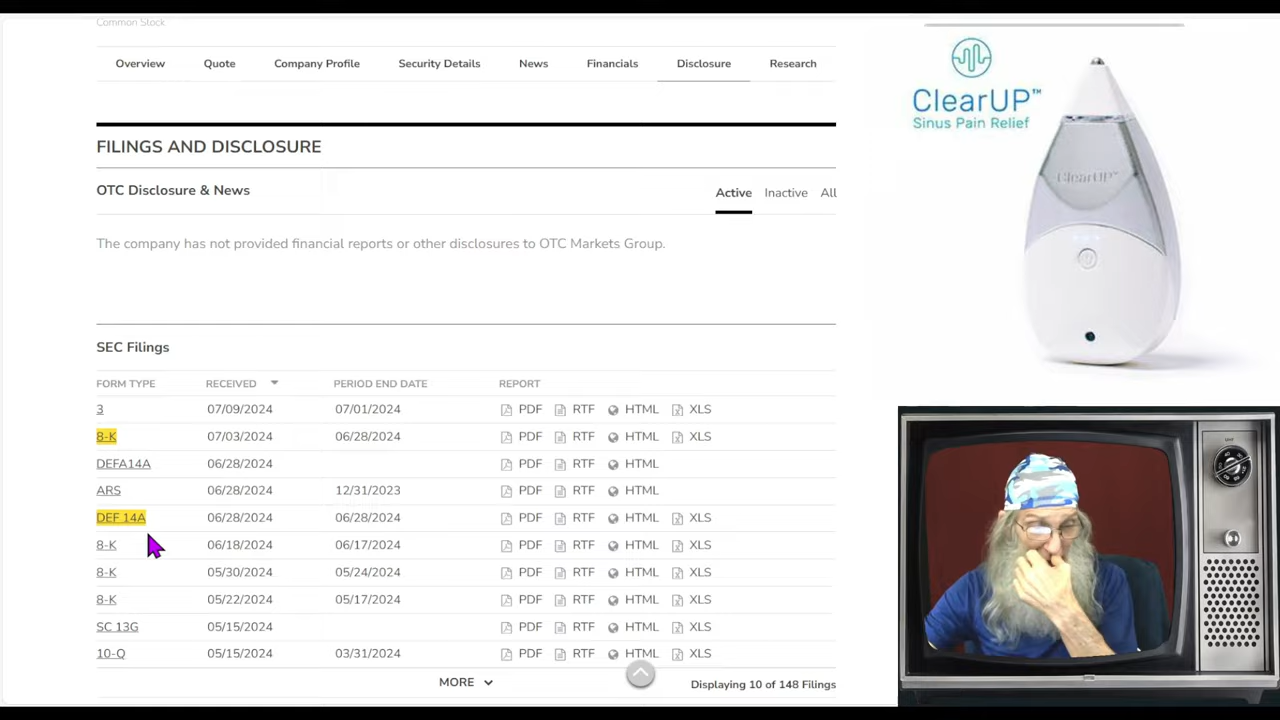 Common Stock
Overview Quote Company Profile Security Details News Financials Disclosure Research
FILINGS AND DISCLOSURE
OTC Disclosure & News
Active Inactive All
The company has not provided financial reports or other disclosures to OTC Markets Group.
SEC Filings
FORM TYPE RECEIVED PERIOD END DATE REPORT
3 07/09/2024 07/01/2024 PDF RTF HTML XLS
8-K 07/03/2024 06/28/2024 PDF RTF HTML XLS
DEFA14A 06/28/2024 PDF RTF HTML
ARS 06/28/2024 12/31/2023 PDF RTF HTML
DEF 14A 06/28/2024 06/28/2024 PDF RTF HTML XLS
8-K 06/18/2024 06/17/2024 PDF RTF HTML XLS
8-K 05/30/2024 05/24/2024 PDF RTF HTML XLS
8-K 05/22/2024 05/17/2024 PDF RTF HTML XLS
SC 13G 05/15/2024 PDF RTF HTML XLS
10-Q 05/15/2024 03/31/2024 PDF RTF HTML XLS
MORE
Displaying 10 of 148 Filings
ClearUP™
Sinus Pain Relief
ClearUP™